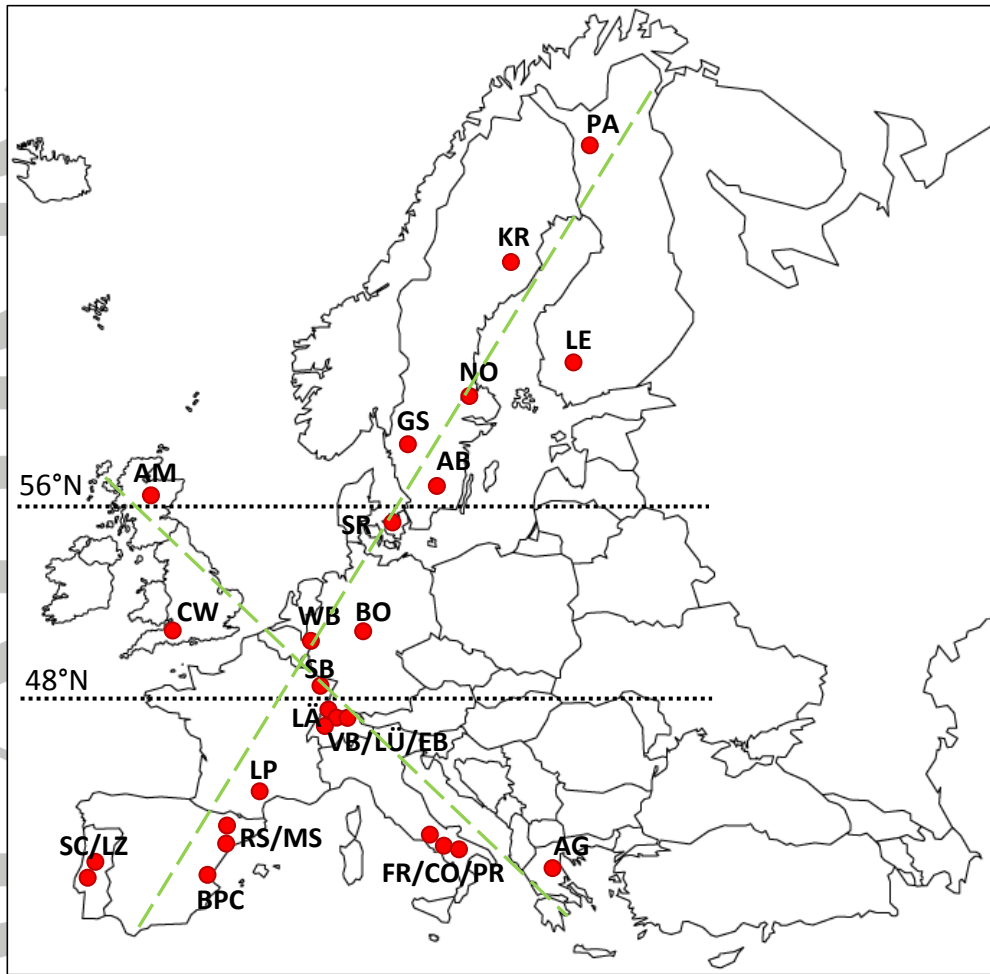 PA
KR
LE
NO
GS
AB
56°N
AM
SR
CW
WB
BO
SB
48°N
LÄ
VB/LÜ/EB
LP
RS/MS
SC/LZ
FR/CO/PR
AG
BPC